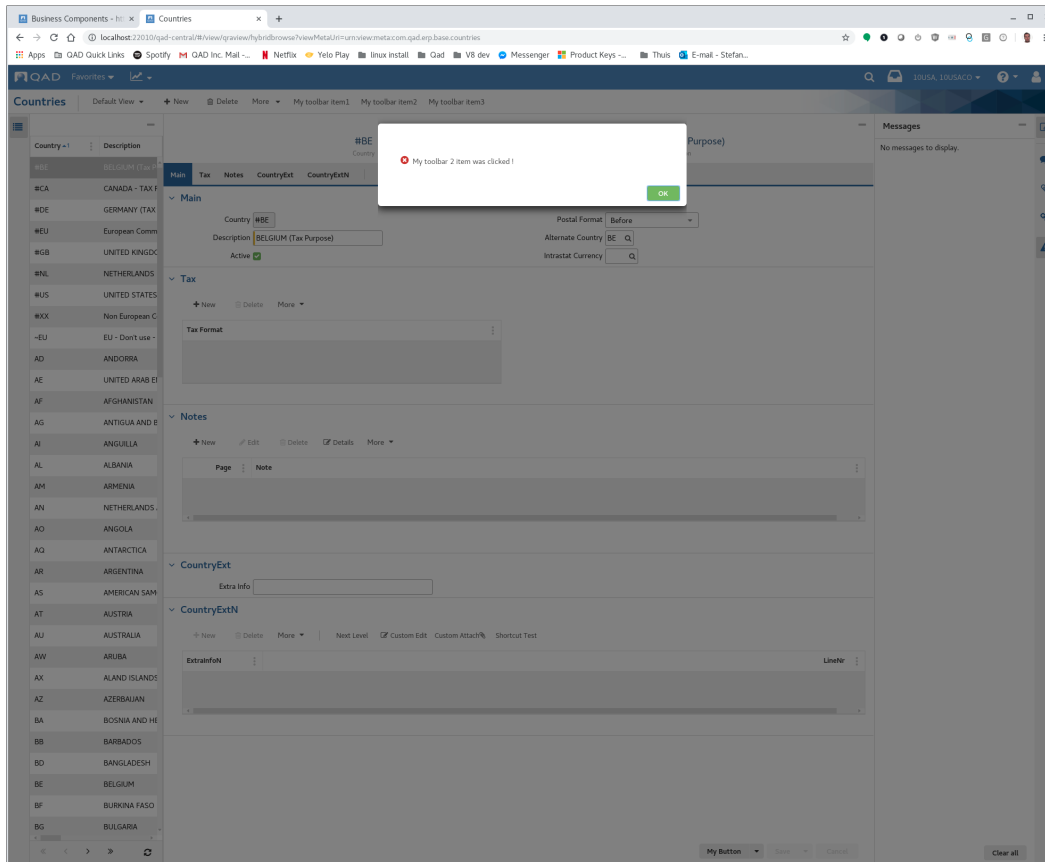 Business Components - ht
Countries
localhost:22010/qad-central/#/view/qraview/hybridbrowse?viewMetaUri=urn:view:meta:com.qad.erp.base.countries
Apps QAD Quick Links Spotify QAD Inc. Mail -... Netflix Yelo Play linux install Qad V8 dev Messenger Product Keys -... Thuis E-mail - Stefan...
QAD Favorites 10USA, 10USACO
Countries Default View + New Delete More My toolbar item1 My toolbar item2 My toolbar item3
Messages
No messages to display.
Country 1 Description
#BE
Country
Purpose)
My toolbar 2 item was clicked !
OK
#BE BELGIUM (Tax P
#CA CANADA - TAX
#DE GERMANY (TAX
#EU European Comm
#GB UNITED KINGDO
#NL NETHERLANDS
#US UNITED STATES
#XX Non European C
~EU EU - Don't use -
AD ANDORRA
AE UNITED ARAB E
AF AFGHANISTAN
AG ANTIGUA AND B
AI ANGUILLA
AL ALBANIA
AM ARMENIA
AN NETHERLANDS
AO ANGOLA
AQ ANTARCTICA
AR ARGENTINA
AS AMERICAN SAM
AT AUSTRIA
AU AUSTRALIA
AW ARUBA
AX ALAND ISLANDS
AZ AZERBAIJAN
BA BOSNIA AND HE
BB BARBADOS
BD BANGLADESH
BE BELGIUM
BF BURKINA FASO
BG BULGARIA
Main Tax Notes CountryExt CountryExtN
Main
Country #BE Postal Format Before
Description BELGIUM (Tax Purpose) Alternate Country BE
Active Intrastat Currency
Tax
+ New Delete More
Tax Format
Notes
+ New Edit Delete Details More
Page Note
CountryExt
Extra Info
CountryExtN
+ New Delete More Next Level Custom Edit Custom Attach Shortcut Test
ExtraInfoN LineNr
My Button Save Cancel
Clear all